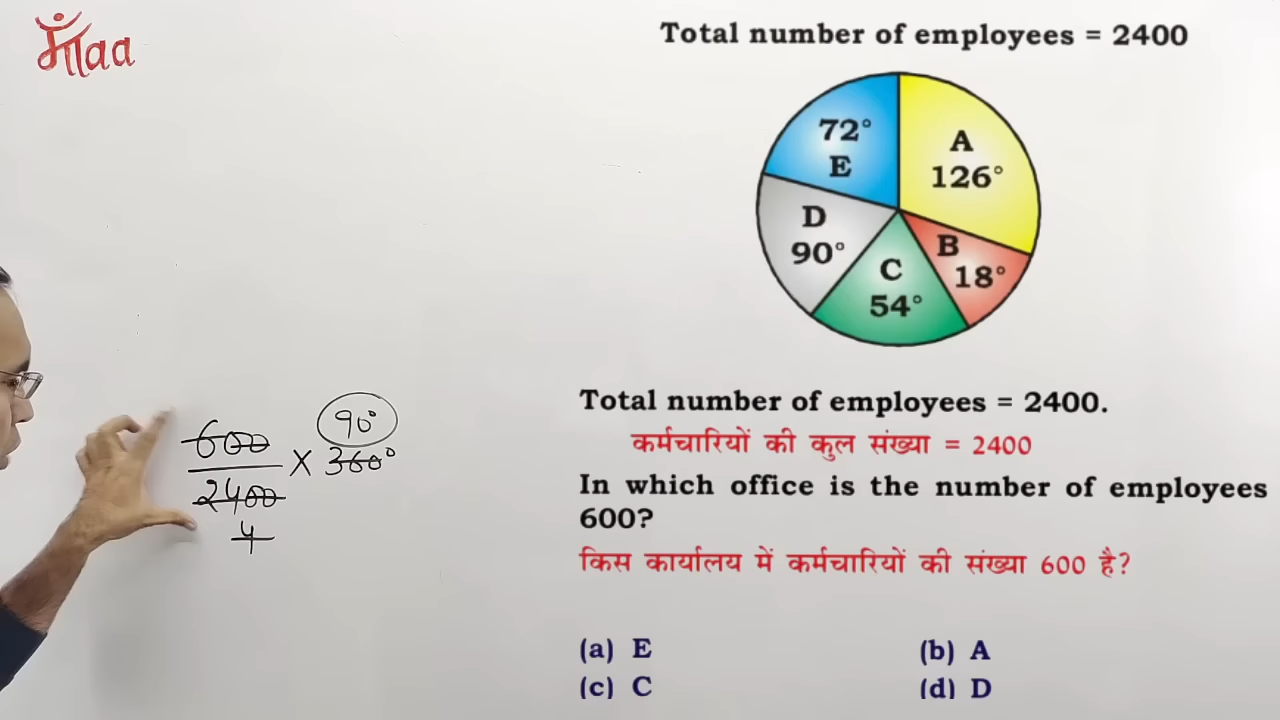 माँaa
Total number of employees = 2400
A
126°
B
18°
C
54°
D
90°
72°
E
Total number of employees = 2400.
कर्मचारियों की कुल संख्या = 2400
In which office is the number of employees
600?
किस कार्यालय में कर्मचारियों की संख्या 600 है?
(a) E
(b) A
(c) C
(d) D
90°
600
× 360°
2400
4